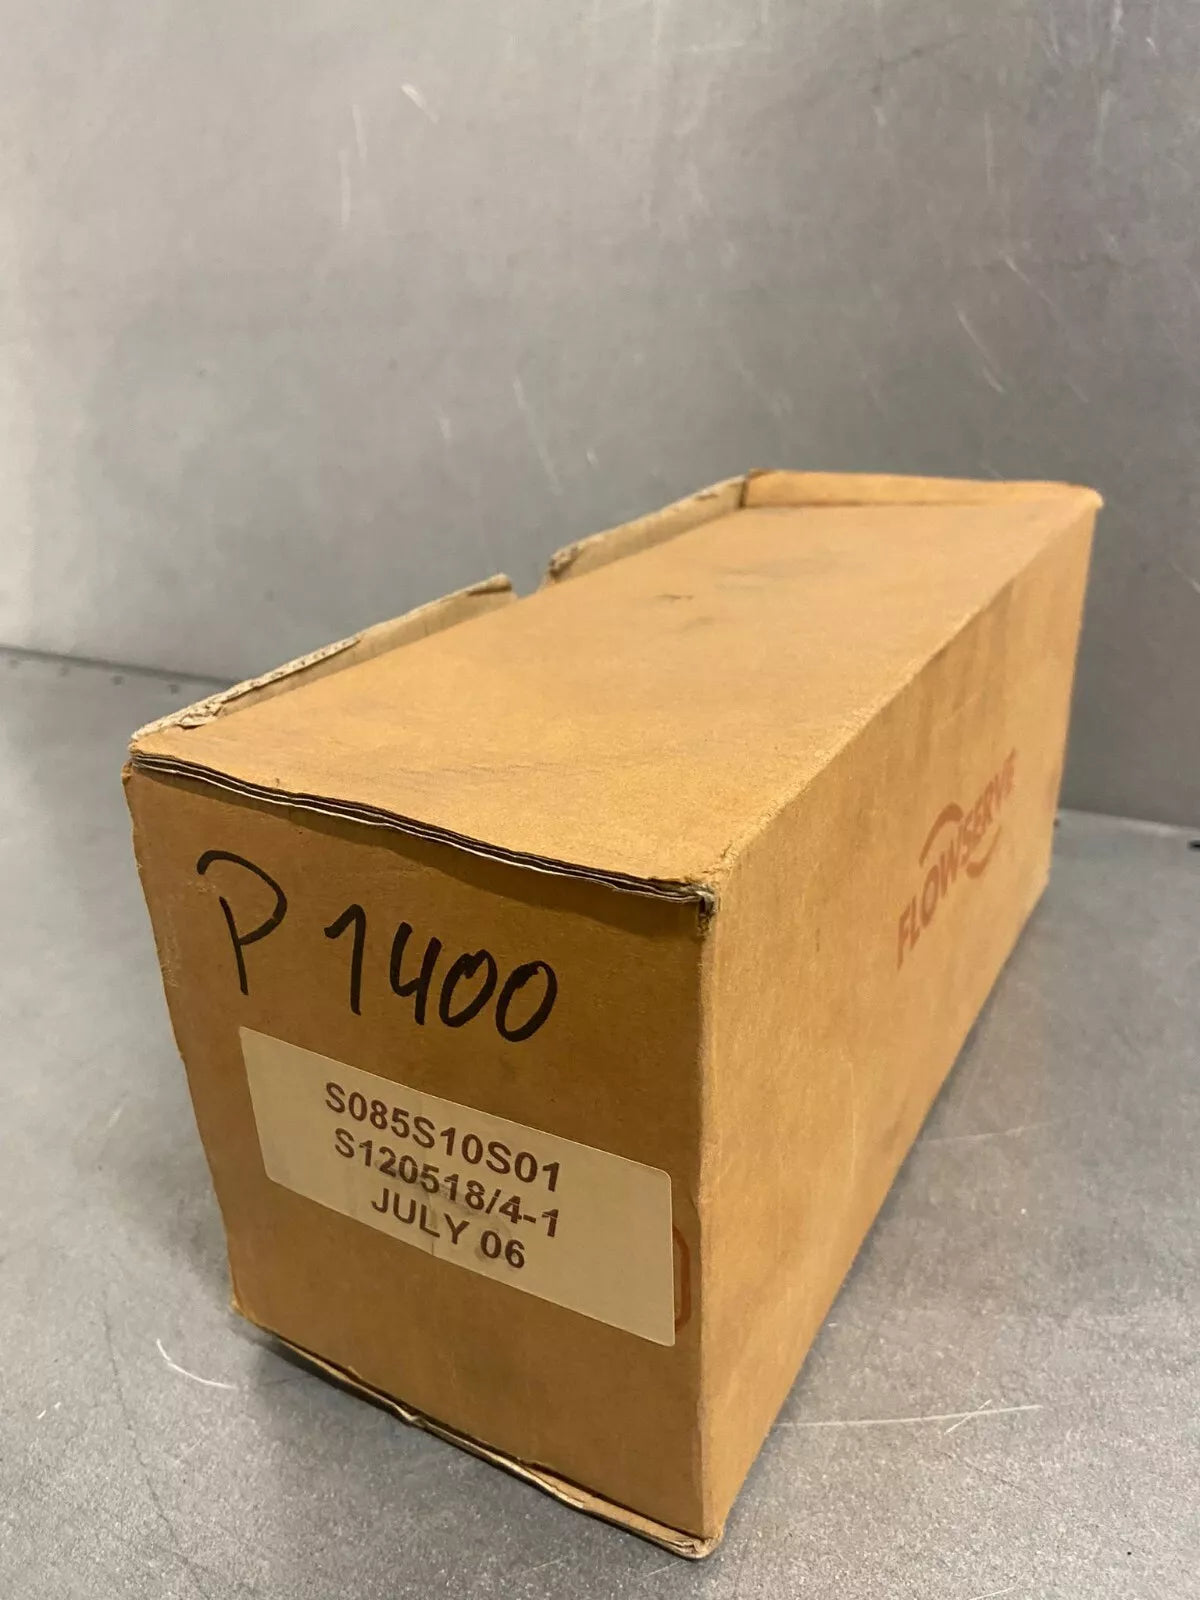 P 1400
S085S10S01
S120518/4-1
JULY 06
FLOWSERVE